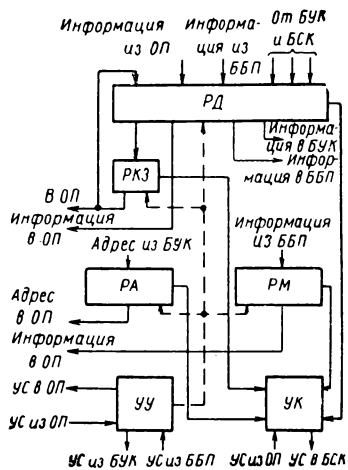 Информация
из ОП
Информа-
ция из
ББП
От БУК
и БСК
РД
Информа-
ция в БУК
Инфор-
мация в ББП
РКЗ
В ОП
Информация
в ОП
Адрес из БУК
Информация
ИЗ ББП
РА
РМ
Адрес
в ОП
Информация
в ОП
УС в ОП
УС из ОП
УУ
УК
УС из БУК
УС из ББП
УС из ОП
УС в БСК